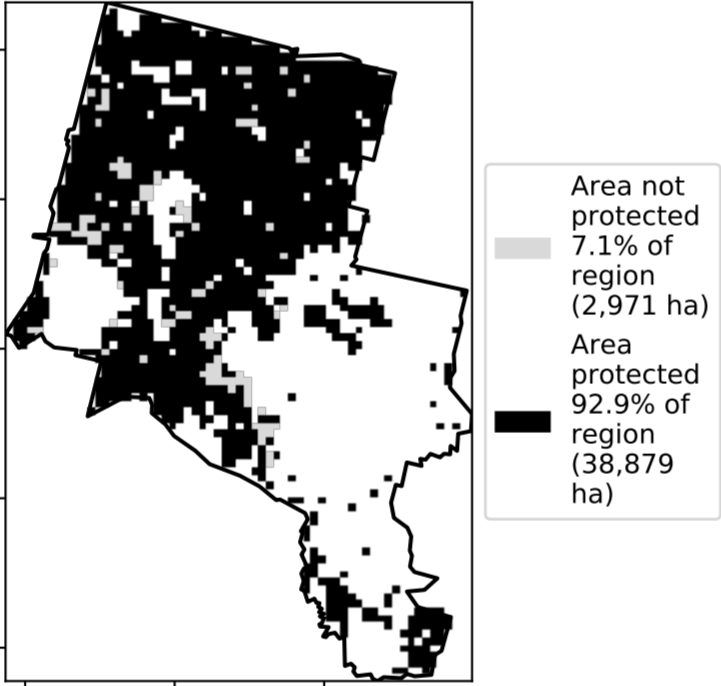 Area not
protected
7.1% of
region
(2,971 ha)
Area
protected
92.9% of
region
(38,879
ha)